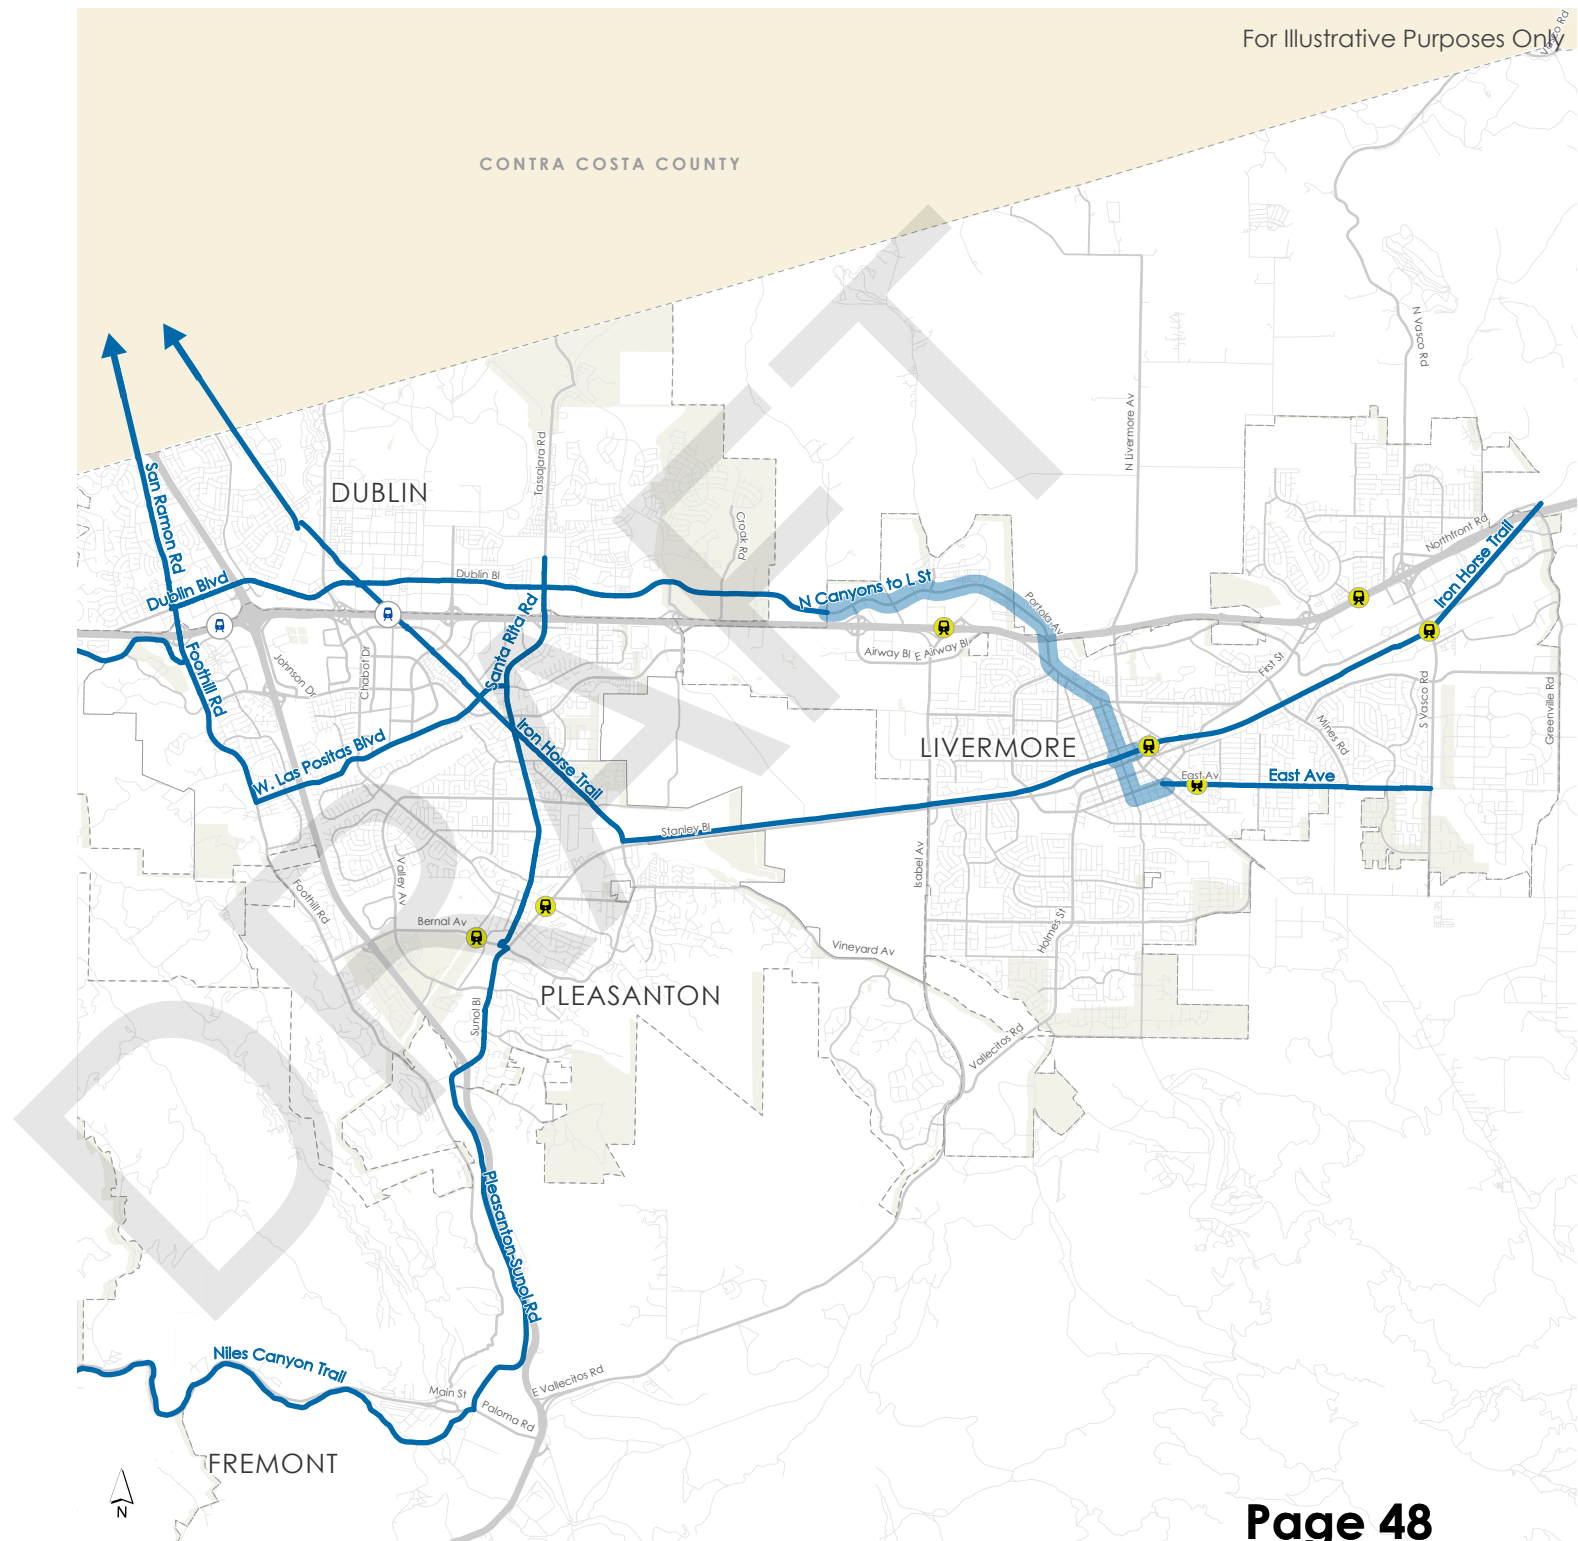 For Illustrative Purposes Only
Vasco Rd
CONTRA COSTA COUNTY
N Vasco Rd
N Livermore Av
Tassajara Rd
San Ramon Rd
DUBLIN
Croak Rd
Northfront Rd
Iron Horse Trail
Dublin Bl
Dublin Blvd
N Canyons to L St
Portola Av
Santa Rita Rd
Airway Bl
E Airway Bl
Foothill Rd
Johnson Dr
Chabot Dr
First St
S Vasco Rd
Greenville Rd
Mines Rd
W. Las Positas Blvd
Iron Horse Trail
LIVERMORE
East Av
East Ave
Stanley Bl
Isabel Av
Valley Av
Foothill Rd
Bernal Av
Holmes St
Vineyard Av
PLEASANTON
Sunol Bl
Vallecitos Rd
Pleasanton-Sunol Rd
Niles Canyon Trail
Main St
E Vallecitos Rd
Paloma Rd
FREMONT
N
Page 48
DRAFT